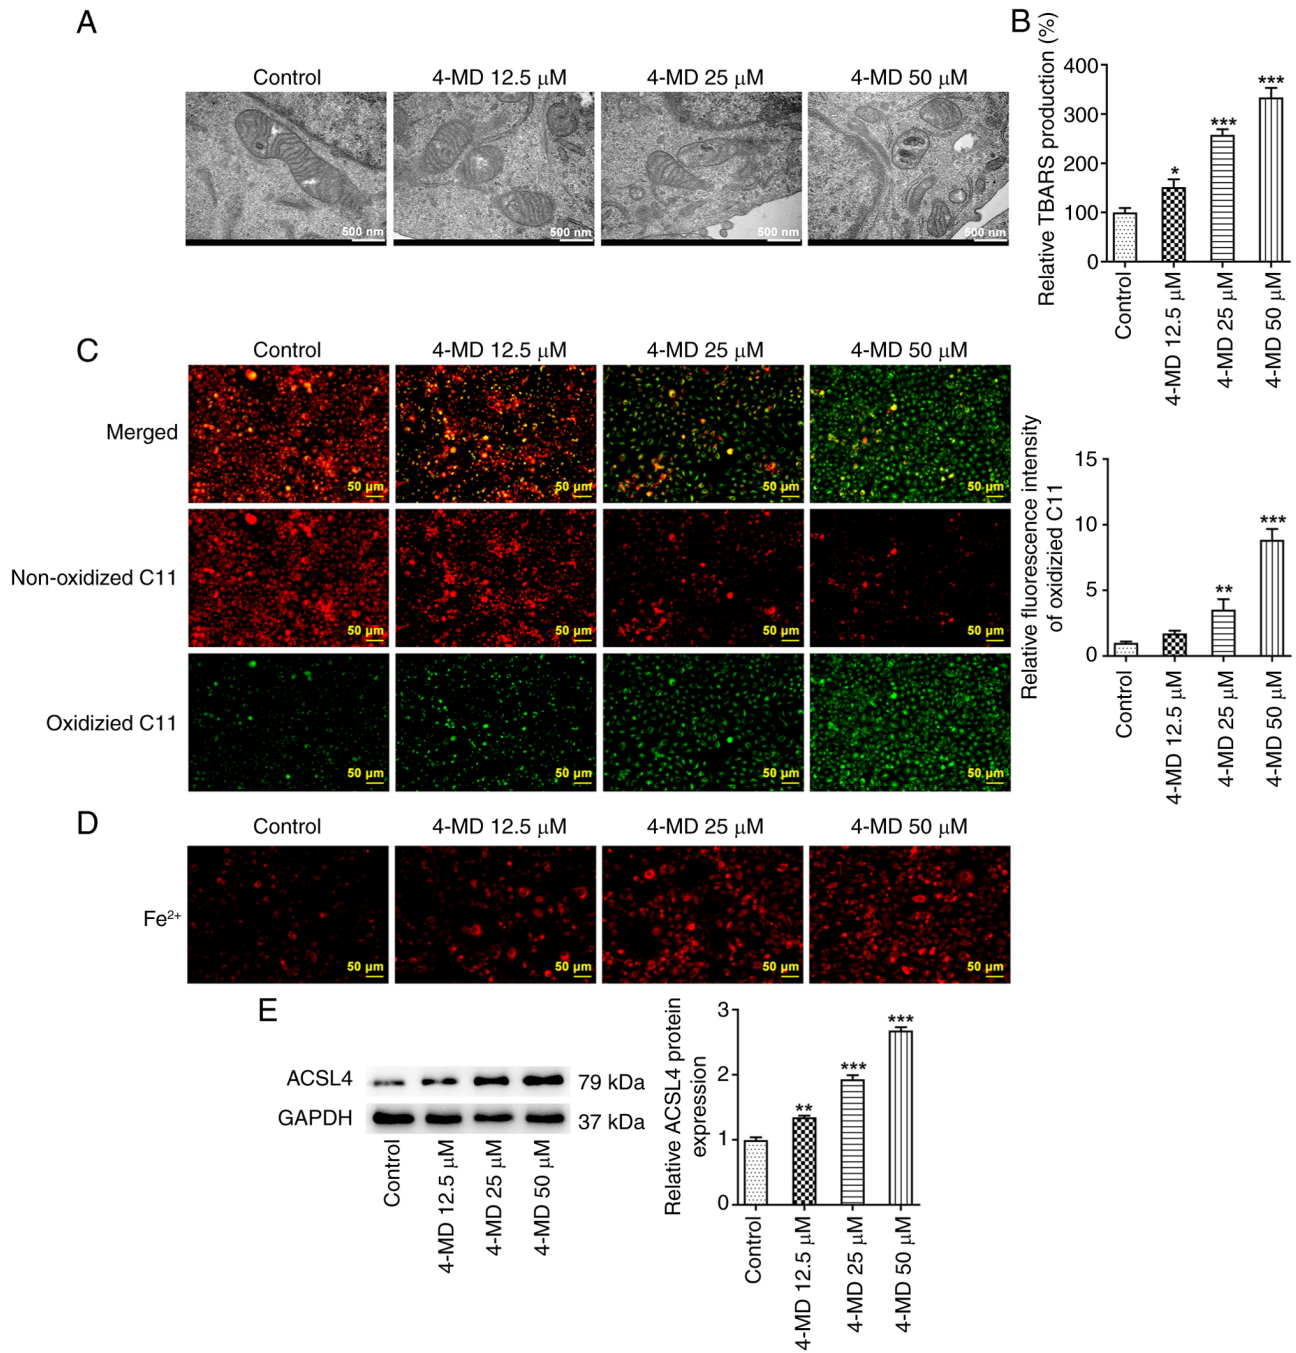 A
Control
4-MD 12.5 μM
4-MD 25 μM
4-MD 50 μM
500 nm
500 nm
500 nm
500 nm
B
Relative TBARS production (%)
400
300
200
100
0
*
***
***
Control
4-MD 12.5 μM
4-MD 25 μM
4-MD 50 μM
C
Control
4-MD 12.5 μM
4-MD 25 μM
4-MD 50 μM
Merged
50 μm
50 μm
50 μm
50 μm
Non-oxidized C11
50 μm
50 μm
50 μm
50 μm
Oxidizied C11
50 μm
50 μm
50 μm
50 μm
Relative fluorescence intensity
of oxidizied C11
15
10
5
0
**
***
Control
4-MD 12.5 μM
4-MD 25 μM
4-MD 50 μM
D
Control
4-MD 12.5 μM
4-MD 25 μM
4-MD 50 μM
Fe²⁺
50 μm
50 μm
50 μm
50 μm
E
ACSL4
79 kDa
GAPDH
37 kDa
Control
4-MD 12.5 μM
4-MD 25 μM
4-MD 50 μM
Relative ACSL4 protein
expression
3
2
1
0
**
***
***
Control
4-MD 12.5 μM
4-MD 25 μM
4-MD 50 μM